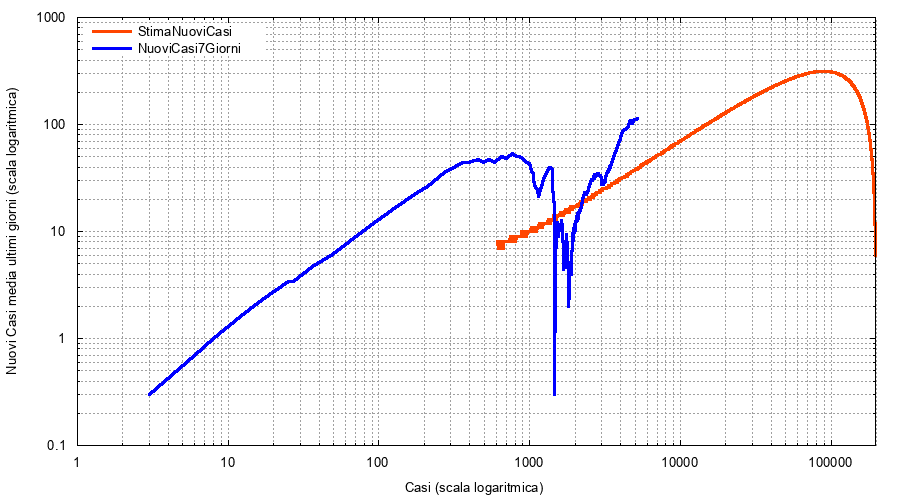 1000
100
10
1
0.1
Nuovi Casi media ultimi giorni (scala logaritmica)
StimaNuoviCasi
NuoviCasi7Giorni
1 10 100 1000 10000 100000
Casi (scala logaritmica)